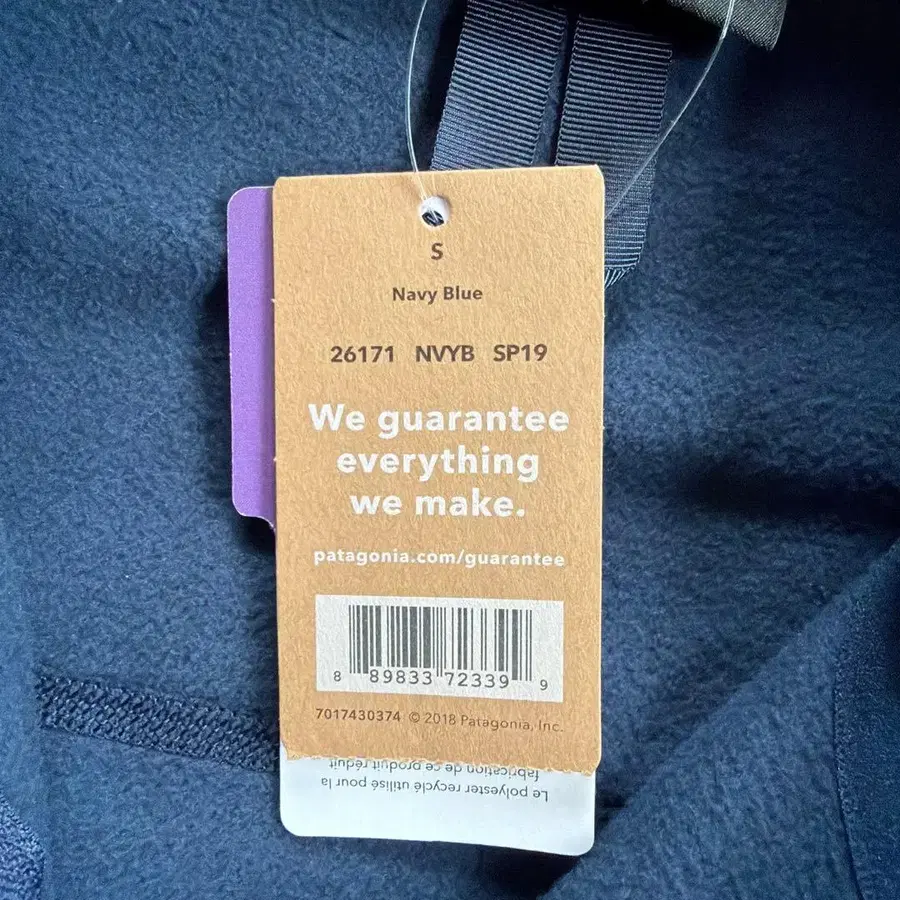 S
Navy Blue
26171 NVYB SP19
We guarantee
everything
we make.
patagonia.com/guarantee
8 89833 72339 9
7017430374 © 2018 Patagonia, Inc.
Le polyester recyclé utilisé pour la
fabrication de ce produit réduit